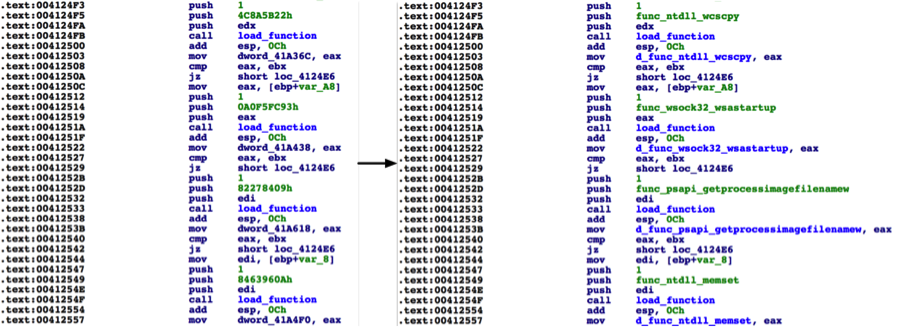 .text:004124F3 push 1
.text:004124F5 push 4C8A5B22h
.text:004124FA push edx
.text:004124FB call load_function
.text:00412500 add esp, 0Ch
.text:00412503 mov dword_41A36C, eax
.text:00412508 cmp eax, ebx
.text:0041250A jz short loc_4124E6
.text:0041250C mov eax, [ebp+var_A8]
.text:00412512 push 1
.text:00412514 push 0A0F5FC93h
.text:00412519 push eax
.text:0041251A call load_function
.text:0041251F add esp, 0Ch
.text:00412522 mov dword_41A438, eax
.text:00412527 cmp eax, ebx
.text:00412529 jz short loc_4124E6
.text:0041252B push 1
.text:0041252D push 82278409h
.text:00412532 push edi
.text:00412533 call load_function
.text:00412538 add esp, 0Ch
.text:0041253B mov dword_41A618, eax
.text:00412540 cmp eax, ebx
.text:00412542 jz short loc_4124E6
.text:00412544 mov edi, [ebp+var_8]
.text:00412547 push 1
.text:00412549 push 8463960Ah
.text:0041254E push edi
.text:0041254F call load_function
.text:00412554 add esp, 0Ch
.text:00412557 mov dword_41A4F0, eax
.text:004124F3 push 1
.text:004124F5 push func_ntdll_wcscpy
.text:004124FA push edx
.text:004124FB call load_function
.text:00412500 add esp, 0Ch
.text:00412503 mov d_func_ntdll_wcscpy, eax
.text:00412508 cmp eax, ebx
.text:0041250A jz short loc_4124E6
.text:0041250C mov eax, [ebp+var_A8]
.text:00412512 push 1
.text:00412514 push func_wsock32_wsastartup
.text:00412519 push eax
.text:0041251A call load_function
.text:0041251F add esp, 0Ch
.text:00412522 mov d_func_wsock32_wsastartup, eax
.text:00412527 cmp eax, ebx
.text:00412529 jz short loc_4124E6
.text:0041252B push 1
.text:0041252D push func_psapi_getprocessimagefilenamew
.text:00412532 push edi
.text:00412533 call load_function
.text:00412538 add esp, 0Ch
.text:0041253B mov d_func_psapi_getprocessimagefilenamew, eax
.text:00412540 cmp eax, ebx
.text:00412542 jz short loc_4124E6
.text:00412544 mov edi, [ebp+var_8]
.text:00412547 push 1
.text:00412549 push func_ntdll_memset
.text:0041254E push edi
.text:0041254F call load_function
.text:00412554 add esp, 0Ch
.text:00412557 mov d_func_ntdll_memset, eax